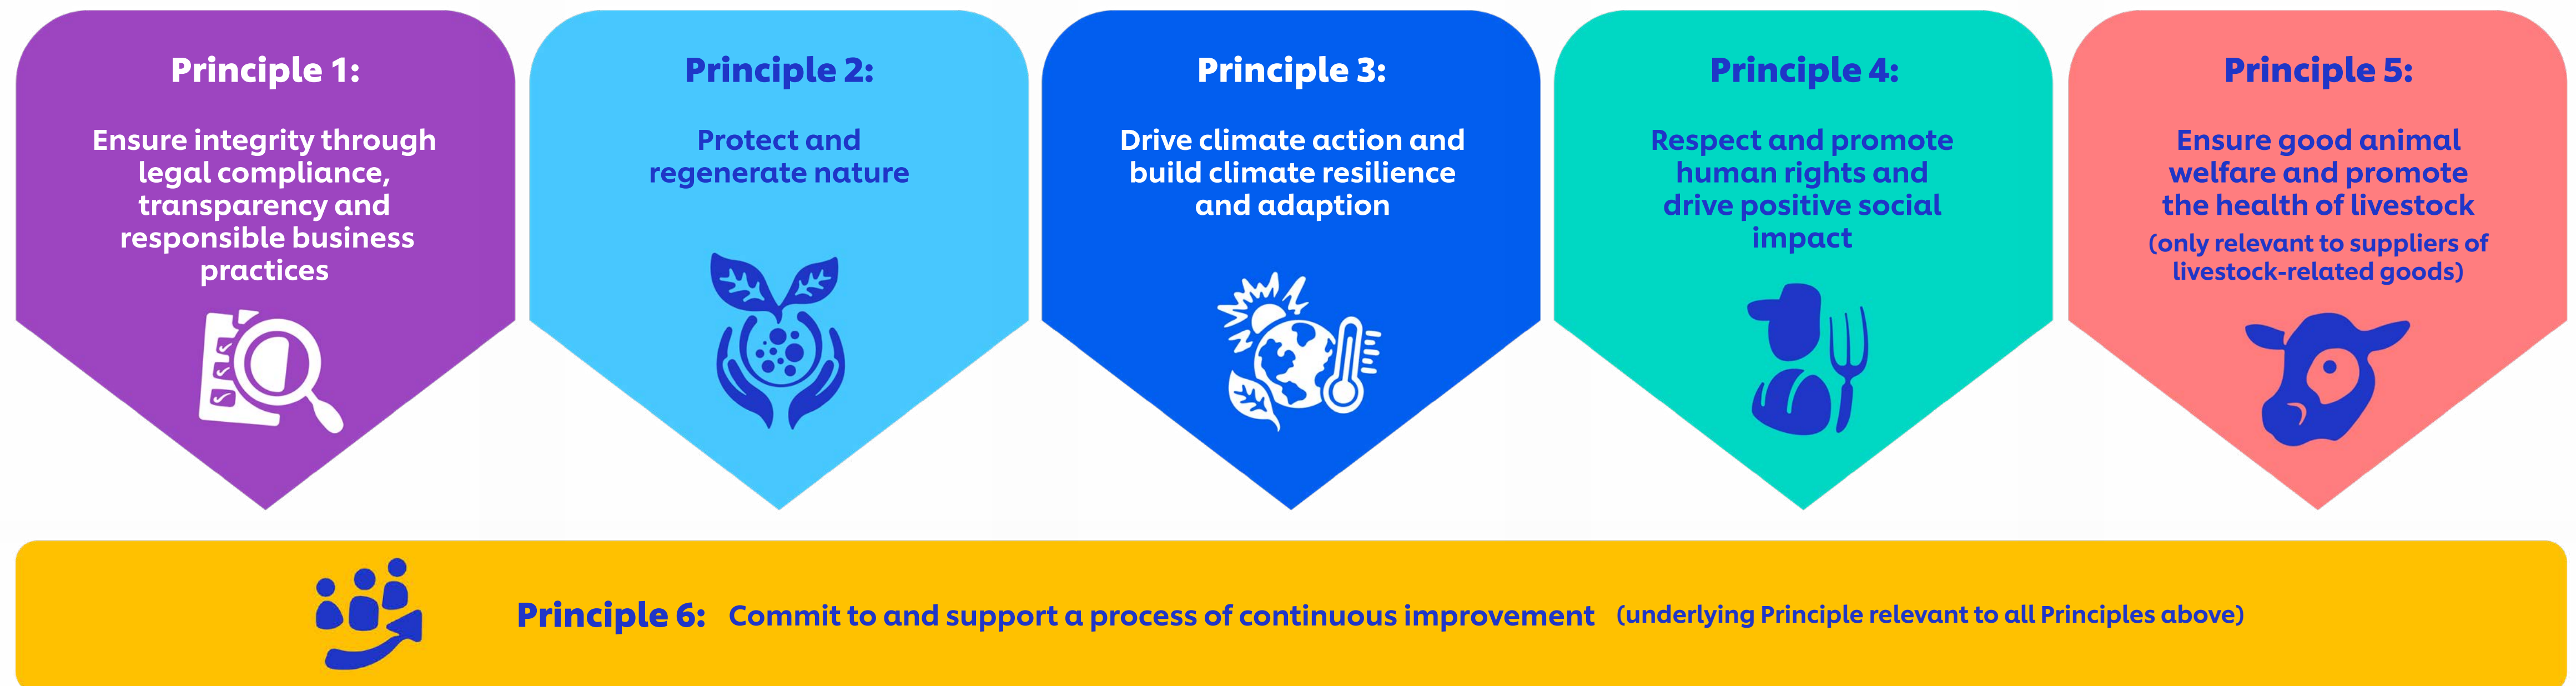 Principle 1:
Ensure integrity through
legal compliance,
transparency and
responsible business
practices
Principle 2:
Protect and
regenerate nature
Principle 3:
Drive climate action and
build climate resilience
and adaption
Principle 4:
Respect and promote
human rights and
drive positive social
impact
Principle 5:
Ensure good animal
welfare and promote
the health of livestock
(only relevant to suppliers of
livestock-related goods)
Principle 6: Commit to and support a process of continuous improvement (underlying Principle relevant to all Principles above)